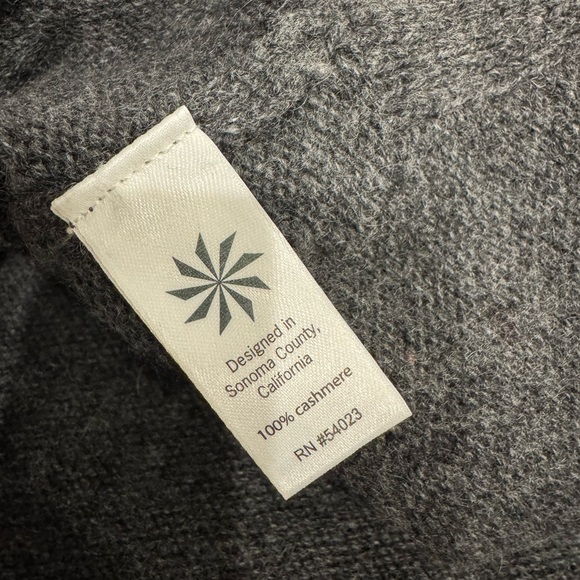 Designed in
Sonoma County,
California
100% cashmere
RN #54023